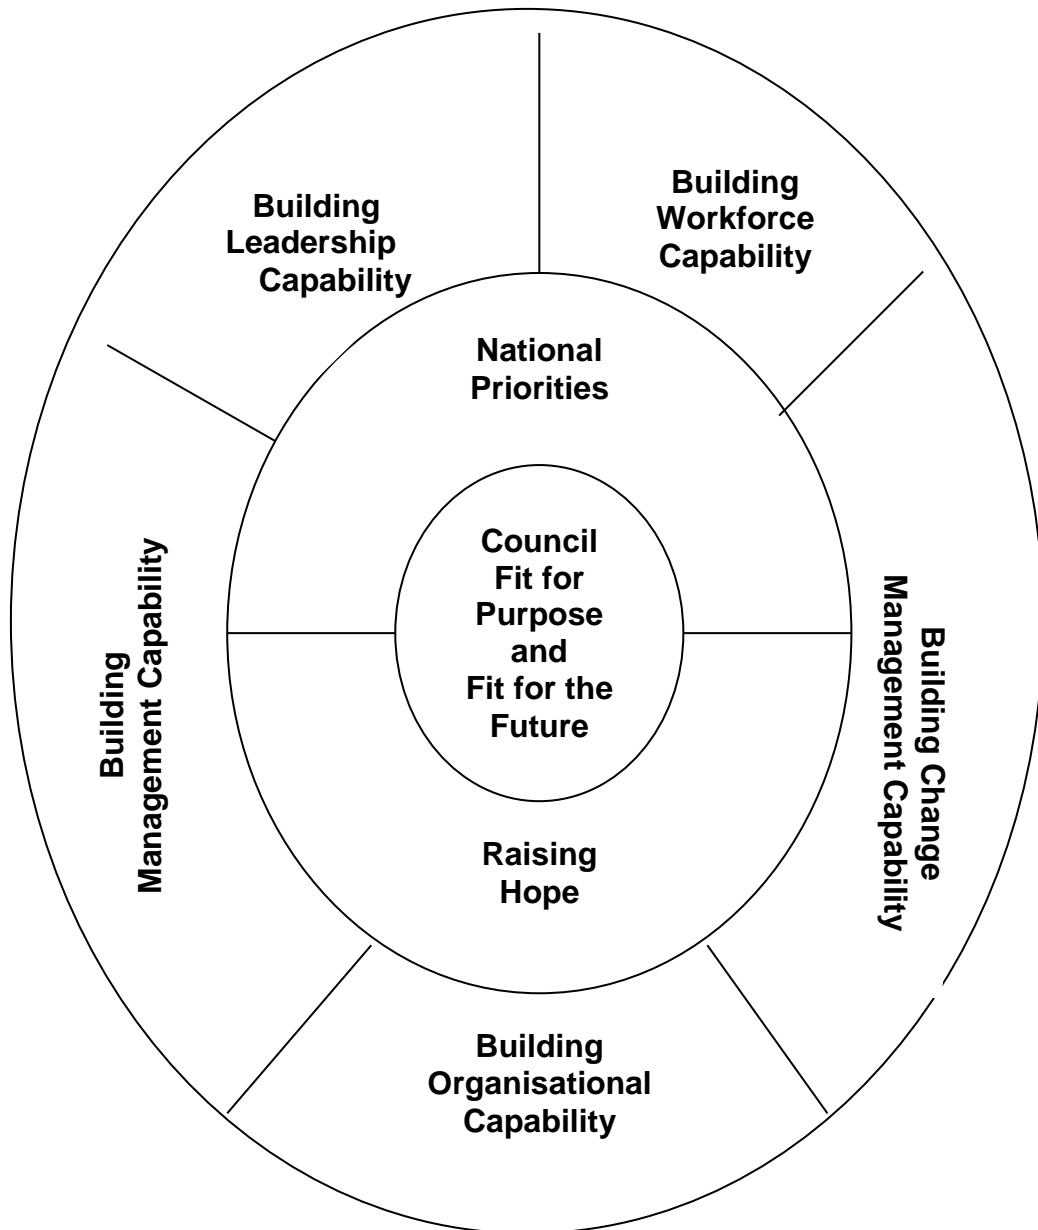 Building
Leadership
Capability
Building
Workforce
Capability
National
Priorities
Council
Fit for
Purpose
and
Fit for the
Future
Building
Management Capability
Building Change
Management Capability
Raising
Hope
Building
Organisational
Capability